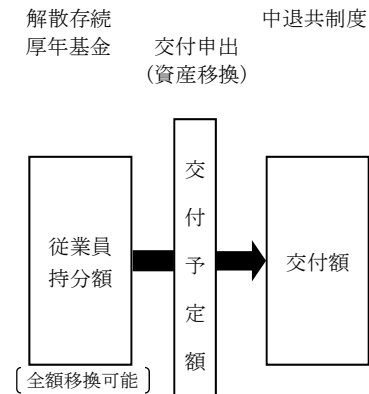 解散存続
厚年基金
交付申出
（資産移換）
中退共制度
従業員
持分額
〔全額移換可能〕
交付予定額
交付額